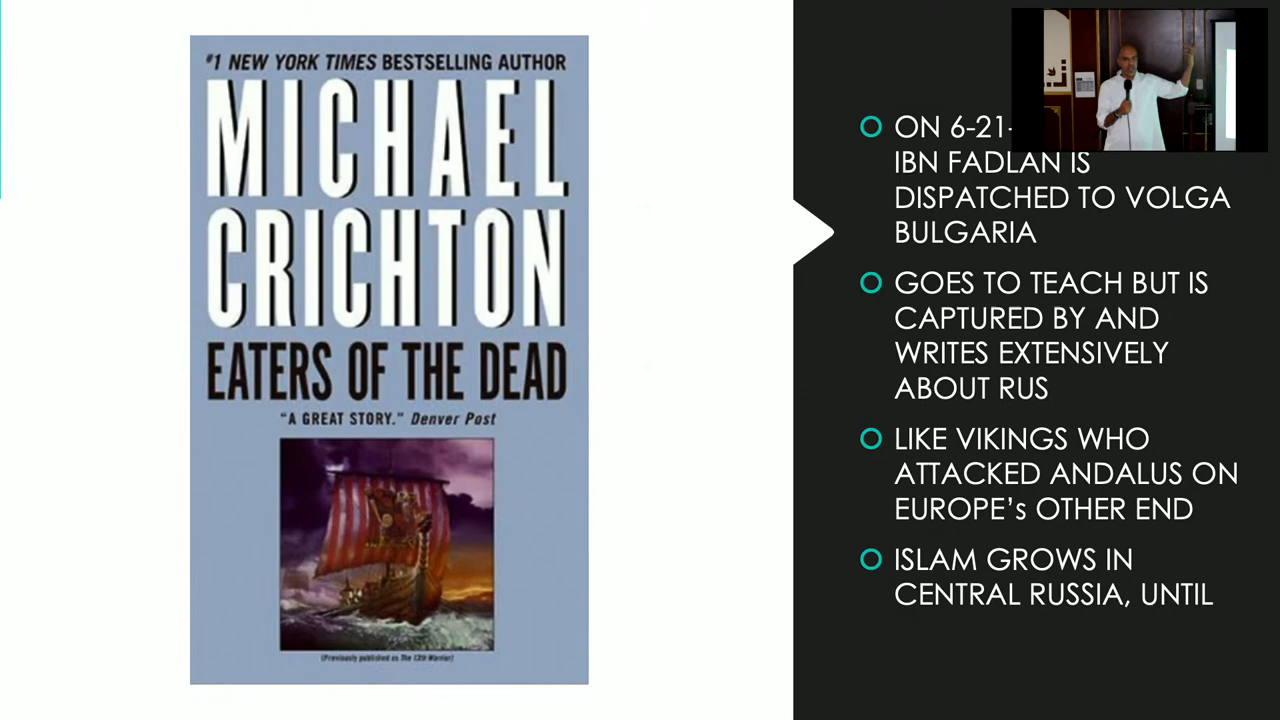 #1 NEW YORK TIMES BESTSELLING AUTHOR
MICHAEL
CRICHTON
EATERS OF THE DEAD
"A GREAT STORY." Denver Post
(Previously published as The 13th Warrior)
ON 6-21-
IBN FADLAN IS
DISPATCHED TO VOLGA
BULGARIA
GOES TO TEACH BUT IS
CAPTURED BY AND
WRITES EXTENSIVELY
ABOUT RUS
LIKE VIKINGS WHO
ATTACKED ANDALUS ON
EUROPE's OTHER END
ISLAM GROWS IN
CENTRAL RUSSIA, UNTIL